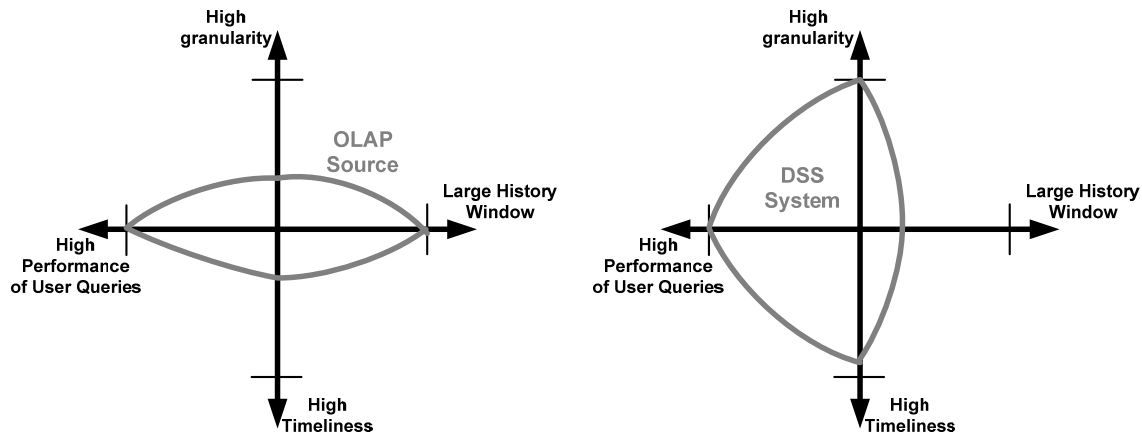 High
granularity
OLAP
Source
Large History
Window
High
Performance
of User Queries
High
Timeliness
High
granularity
DSS
System
Large History
Window
High
Performance
of User Queries
High
Timeliness